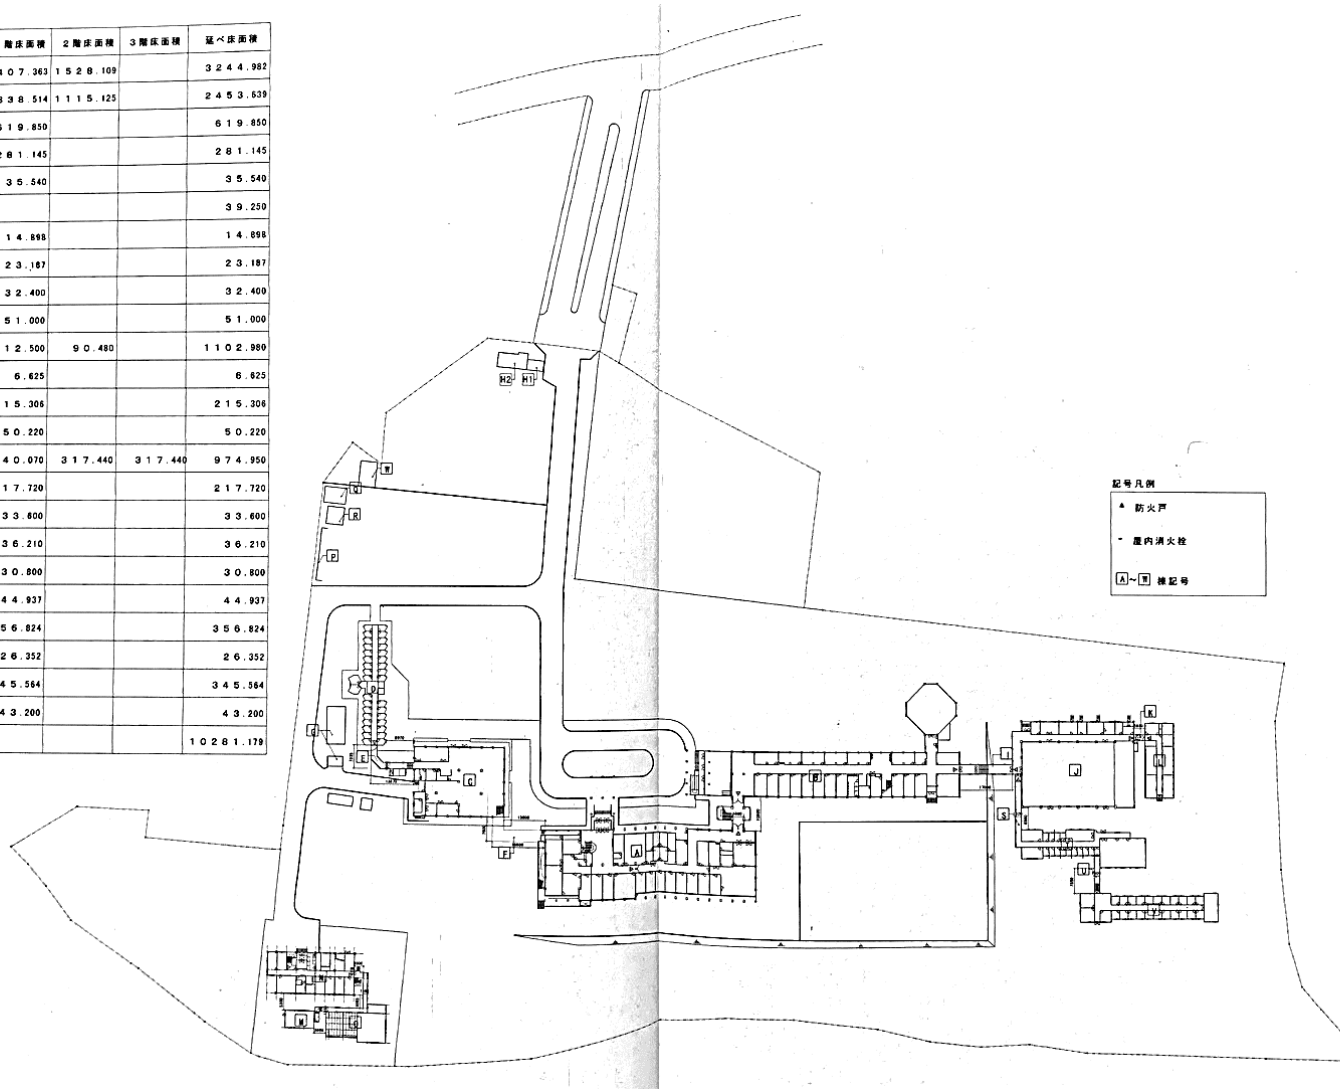 階床面積 2階床面積 3階床面積 延べ床面積
407.363 1528.109 3244.982
338.514 1115.125 2453.639
619.850 619.850
281.145 281.145
35.540 35.540
39.250
14.898 14.898
23.187 23.187
32.400 32.400
51.000 51.000
12.500 90.480 1102.980
6.625 6.625
15.306 215.306
50.220 50.220
40.070 317.440 317.440 974.950
17.720 217.720
33.600 33.600
36.210 36.210
30.800 30.800
44.937 44.937
56.824 356.824
26.352 26.352
45.564 345.564
43.200 43.200
10281.179
H2 H1
W
Q
R
P
記号凡例
▲ 防火戸
- 屋内消火栓
A～W 棟記号
D
E
C
F
A
B
I
J
K
L
S
U
V
N
M
O